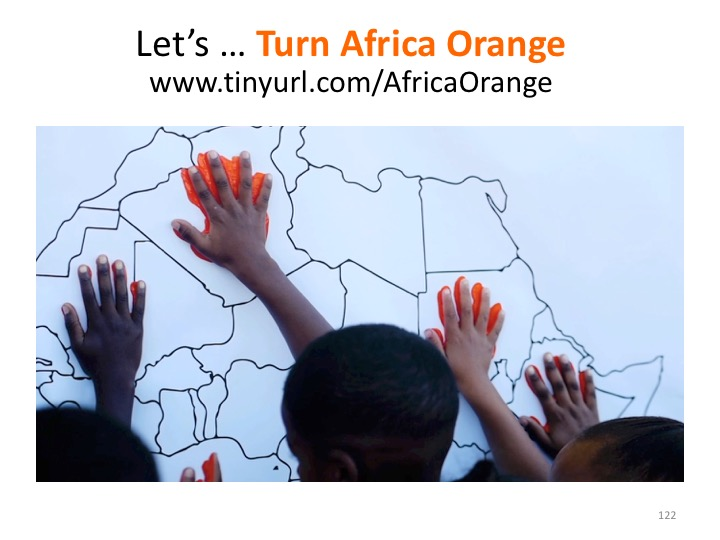 Let’s … Turn Africa Orange
www.tinyurl.com/AfricaOrange
122